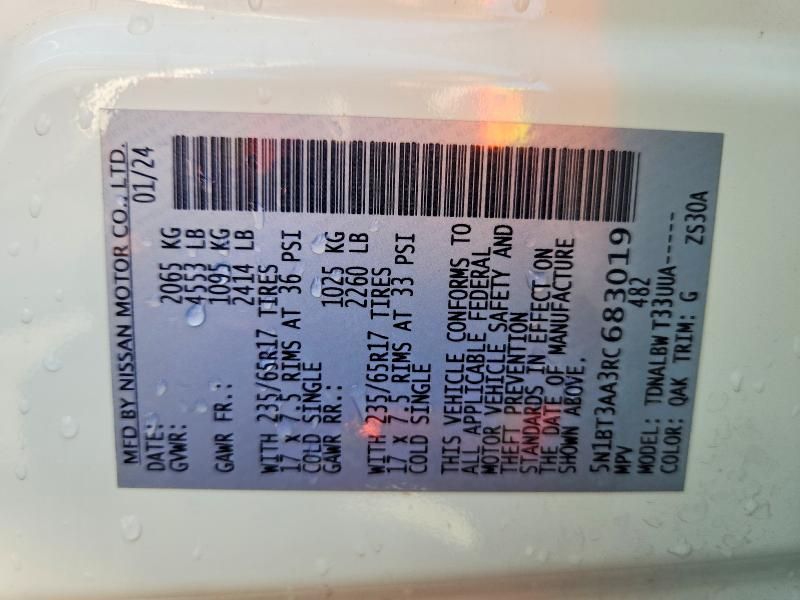 MFD BY NISSAN MOTOR CO., LTD.
DATE: 01/24
GVWR: 2065 KG
4553 LB
GAWR FR.: 1095 KG
2414 LB
WITH 235/65R17 TIRES
17 X 7.5 RIMS AT 36 PSI
COLD SINGLE
GAWR RR.: 1025 KG
2260 LB
WITH 235/65R17 TIRES
17 X 7.5 RIMS AT 33 PSI
COLD SINGLE
THIS VEHICLE CONFORMS TO
ALL APPLICABLE FEDERAL
MOTOR VEHICLE SAFETY AND
THEFT PREVENTION
STANDARDS IN EFFECT ON
THE DATE OF MANUFACTURE
SHOWN ABOVE.
5N1BT3AA3RC683019
MPV 482
MODEL: TDNALBW T33UUA-----
COLOR: QAK TRIM: G ZS30A